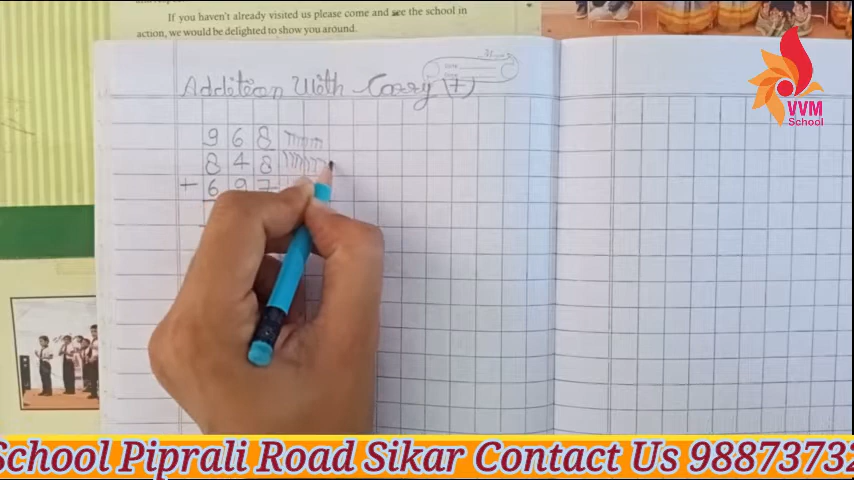 If you haven't already visited us please come and see the school in
action, we would be delighted to show you around.
Addition With Carry (+)
9 6 8
8 4 8
+ 6 9 7
VVM
School
School Piprali Road Sikar Contact Us 98873732